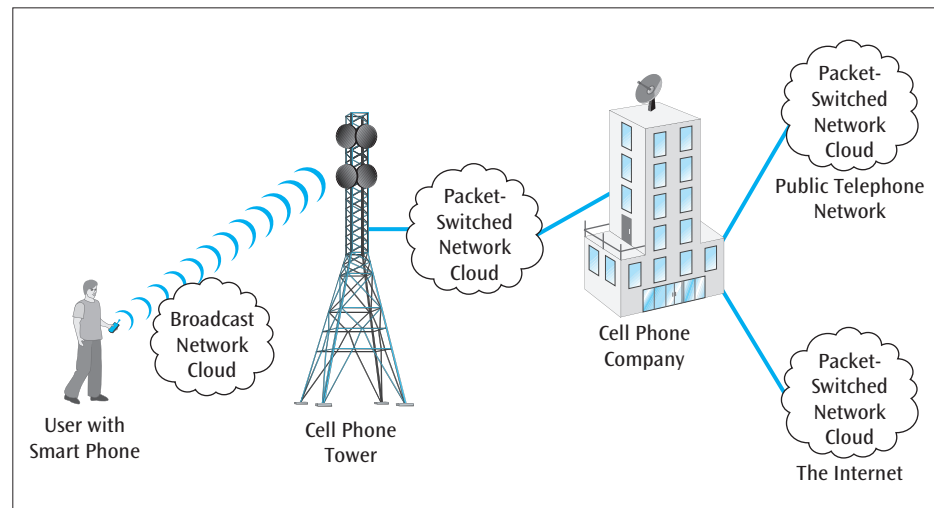 User with
Smart Phone
Broadcast
Network
Cloud
Cell Phone
Tower
Packet-
Switched
Network
Cloud
Cell Phone
Company
Packet-
Switched
Network
Cloud
Public Telephone
Network
Packet-
Switched
Network
Cloud
The Internet